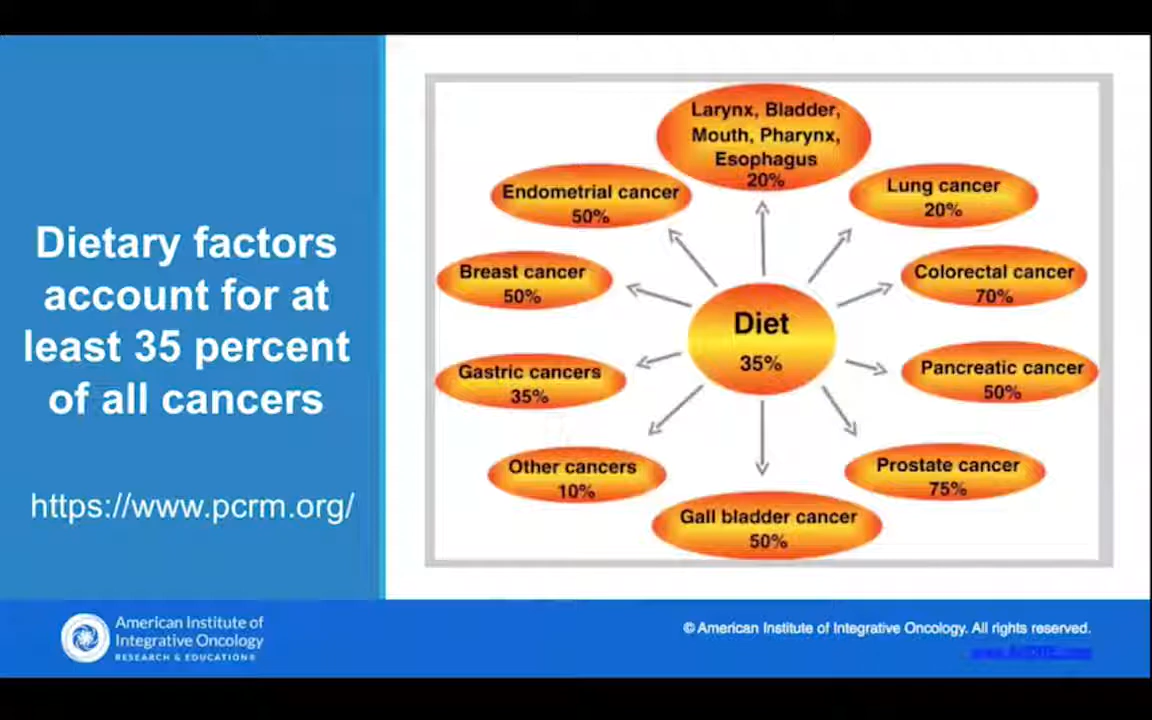 Dietary factors
account for at
least 35 percent
of all cancers
https://www.pcrm.org/
Larynx, Bladder,
Mouth, Pharynx,
Esophagus
20%
Endometrial cancer
50%
Lung cancer
20%
Breast cancer
50%
Colorectal cancer
70%
Diet
35%
Gastric cancers
35%
Pancreatic cancer
50%
Other cancers
10%
Prostate cancer
75%
Gall bladder cancer
50%
American Institute of
Integrative Oncology
RESEARCH & EDUCATION®
© American Institute of Integrative Oncology. All rights reserved.